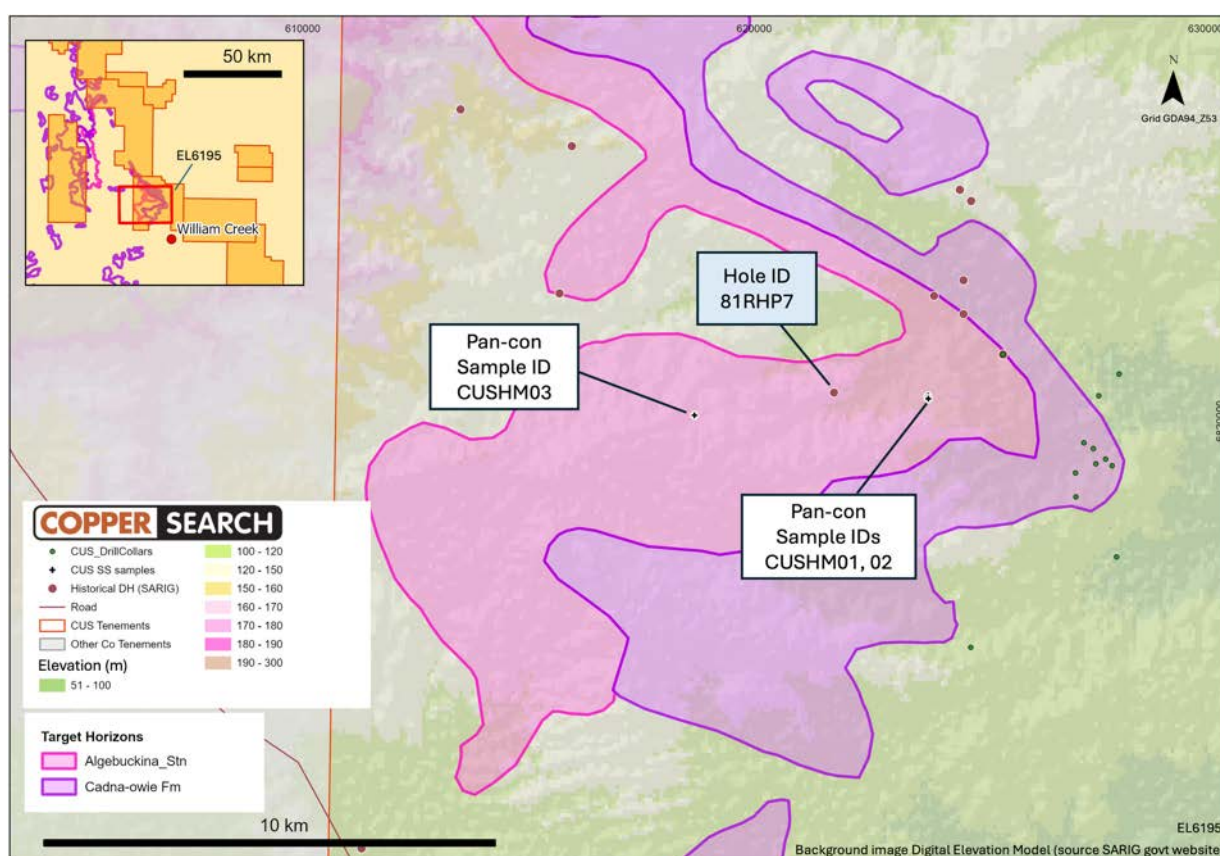 610000
620000
630000
50 km
EL6195
William Creek
N
Grid GDA94_Z53
Hole ID
81RHP7
Pan-con
Sample ID
CUSHM03
6820000
Pan-con
Sample IDs
CUSHM01, 02
COPPER SEARCH
CUS_DrillCollars
CUS SS samples
Historical DH (SARIG)
Road
CUS Tenements
Other Co Tenements
Elevation (m)
51 - 100
100 - 120
120 - 150
150 - 160
160 - 170
170 - 180
180 - 190
190 - 300
Target Horizons
Algebuckina_Stn
Cadna-owie Fm
10 km
EL6195
Background image Digital Elevation Model (source SARIG govt website